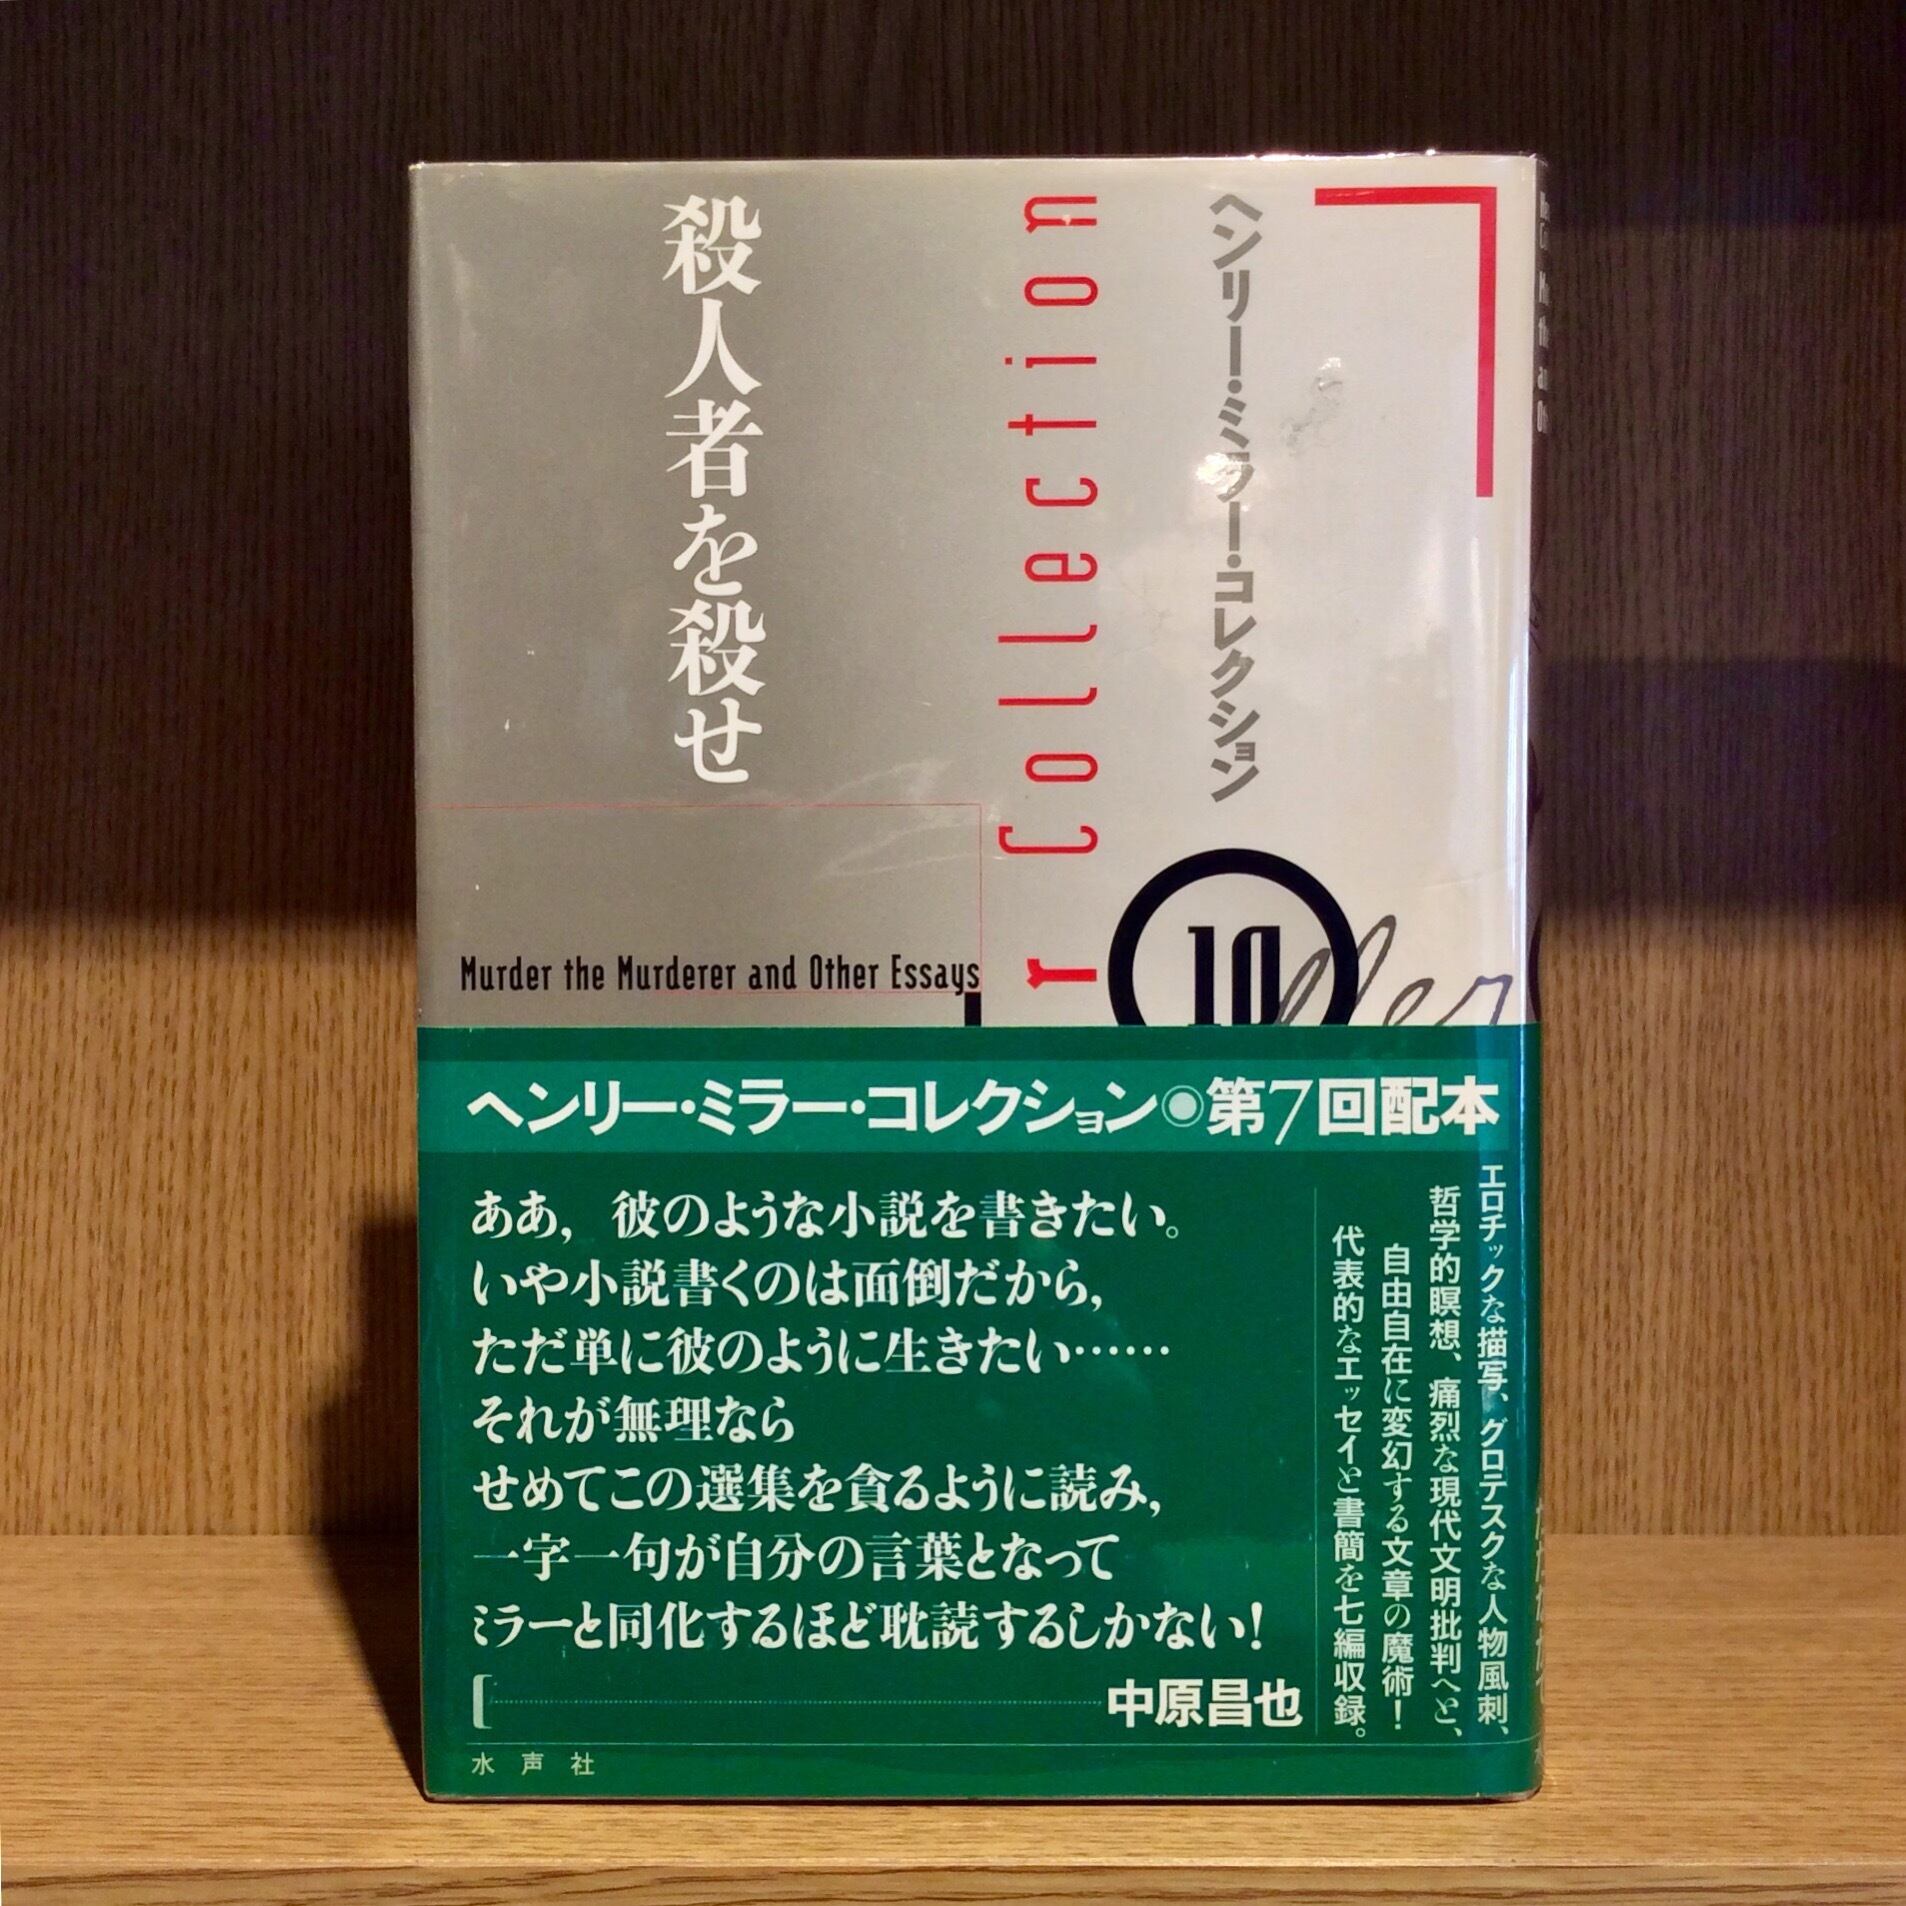 ヘンリー・ミラー・コレクション
r Collection
殺人者を殺せ
10
ller
Murder the Murderer and Other Essays
ヘンリー・ミラー・コレクション◉第7回配本
エロチックな描写、グロテスクな人物風刺、
哲学的瞑想、痛烈な現代文明批判へと、
自由自在に変幻する文章の魔術！
代表的なエッセイと書簡を七編収録。
ああ，彼のような小説を書きたい。
いや小説書くのは面倒だから，
ただ単に彼のように生きたい……
それが無理なら
せめてこの選集を貪るように読み，
一字一句が自分の言葉となって
ミラーと同化するほど耽読するしかない！
中原昌也
水声社